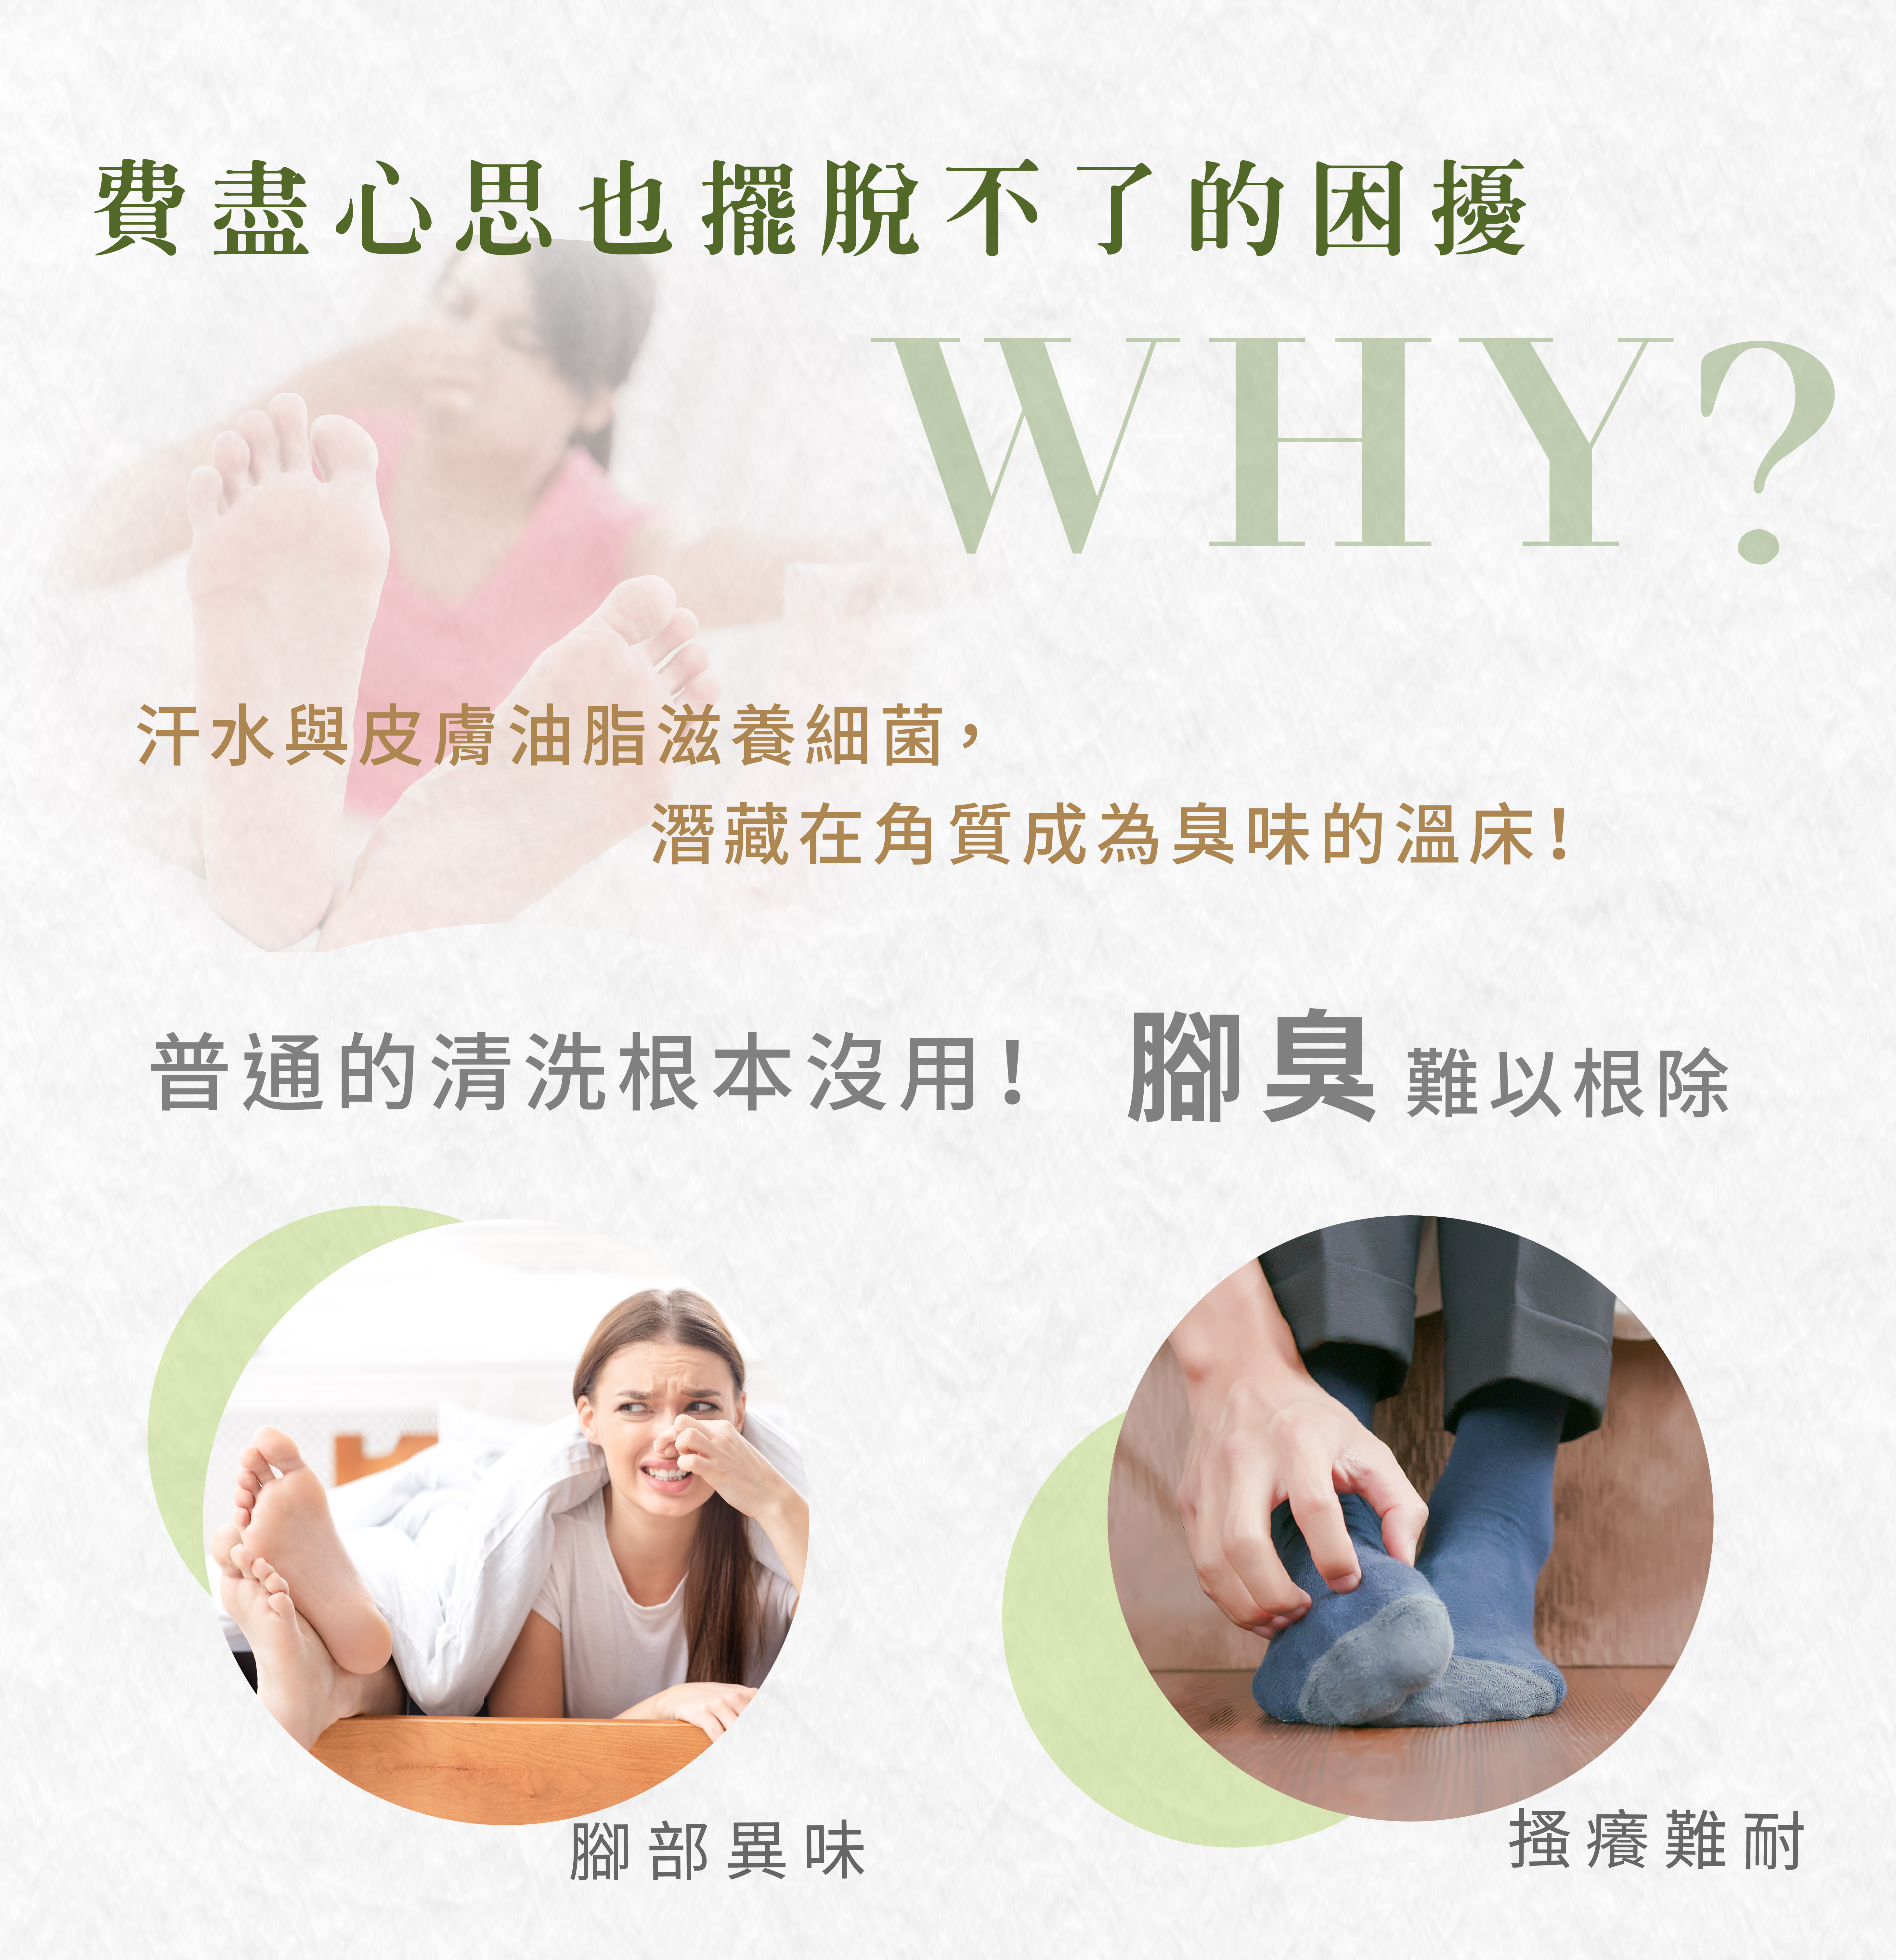 費盡心思也擺脫不了的困擾
WHY?
汗水與皮膚油脂滋養細菌，
潛藏在角質成為臭味的溫床！
普通的清洗根本沒用！ 腳臭難以根除
腳部異味
搔癢難耐